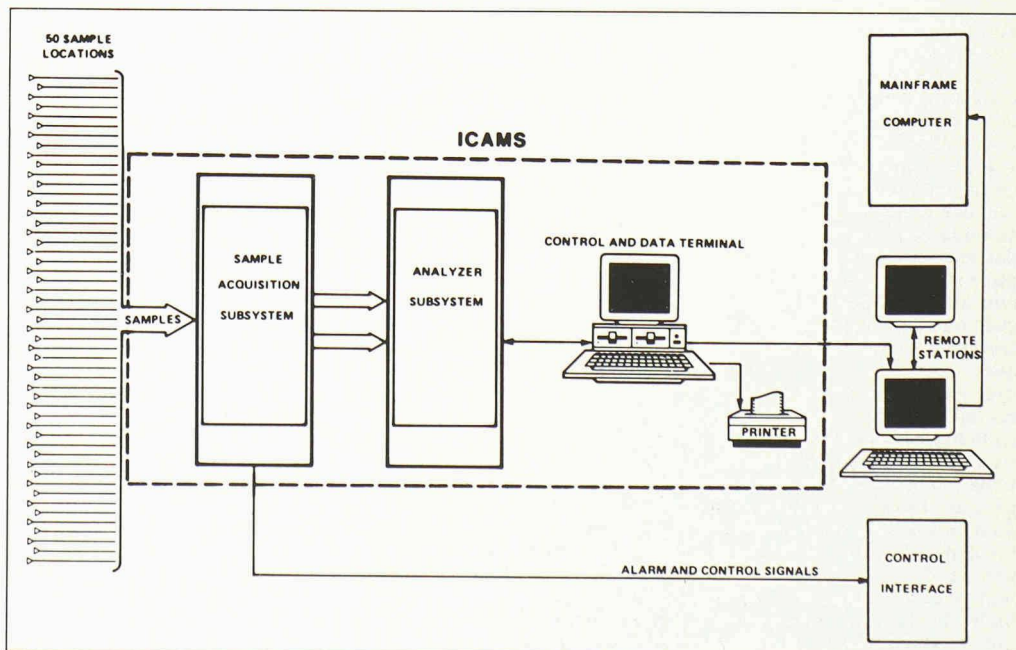 50 SAMPLE
LOCATIONS
ICAMS
SAMPLES
SAMPLE
ACQUISITION
SUBSYSTEM
ANALYZER
SUBSYSTEM
CONTROL AND DATA TERMINAL
PRINTER
MAINFRAME
COMPUTER
REMOTE
STATIONS
ALARM AND CONTROL SIGNALS
CONTROL
INTERFACE